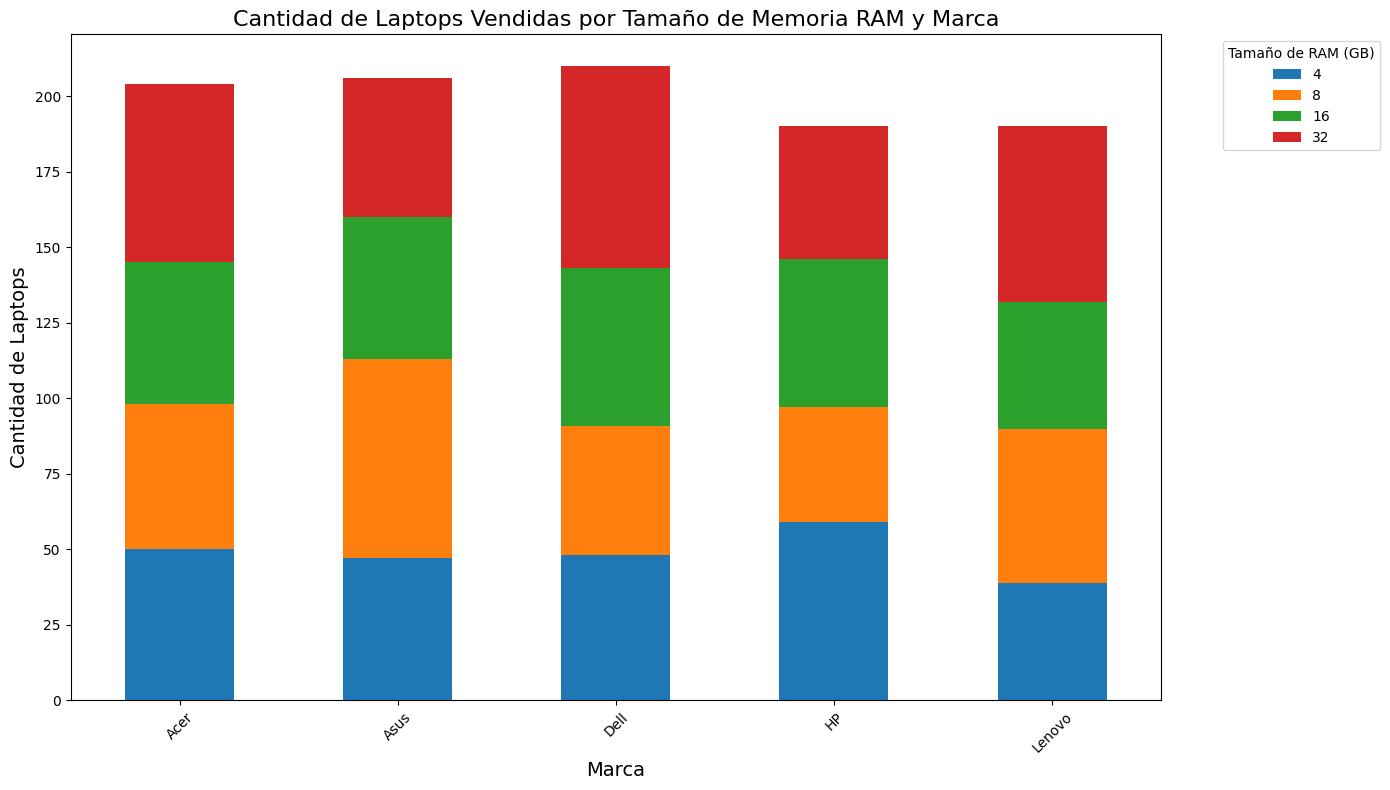 Cantidad de Laptops Vendidas por Tamaño de Memoria RAM y Marca
Tamaño de RAM (GB)
4
8
16
32
Cantidad de Laptops
200
175
150
125
100
75
50
25
0
Acer
Asus
Dell
HP
Lenovo
Marca